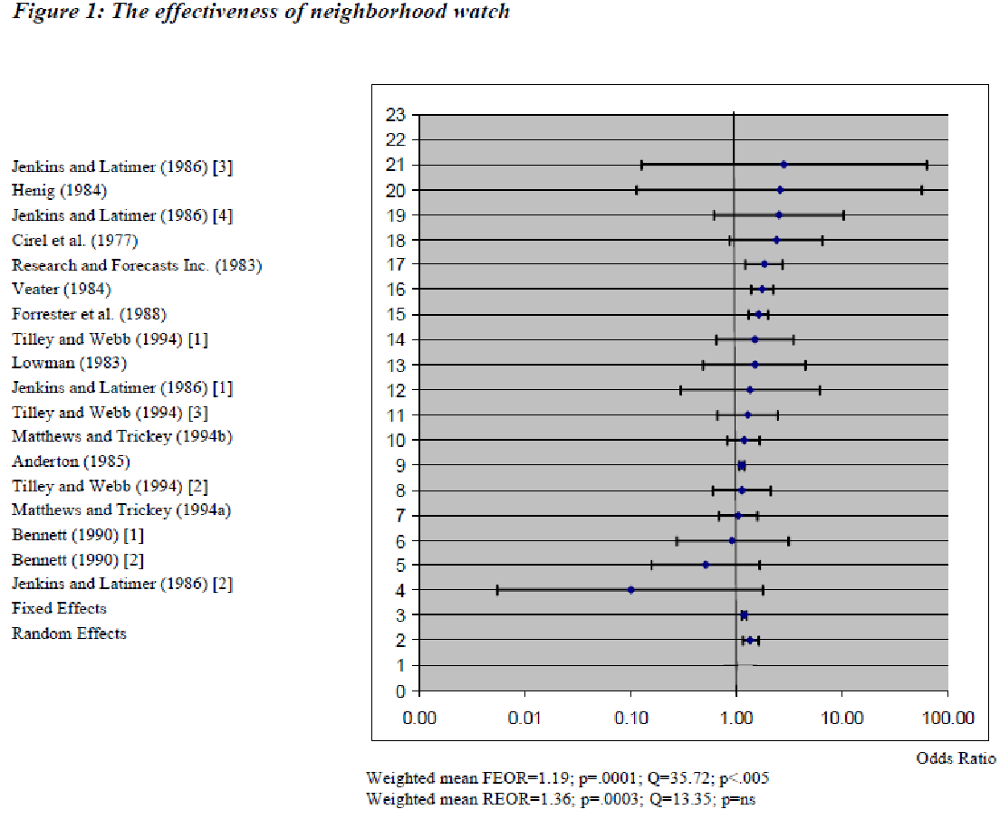 Figure 1: The effectiveness of neighborhood watch
23
22
Jenkins and Latimer (1986) [3] 21
Henig (1984) 20
Jenkins and Latimer (1986) [4] 19
Cirel et al. (1977) 18
Research and Forecasts Inc. (1983) 17
Veater (1984) 16
Forrester et al. (1988) 15
Tilley and Webb (1994) [1] 14
Lowman (1983) 13
Jenkins and Latimer (1986) [1] 12
Tilley and Webb (1994) [3] 11
Matthews and Trickey (1994b) 10
Anderton (1985) 9
Tilley and Webb (1994) [2] 8
Matthews and Trickey (1994a) 7
Bennett (1990) [1] 6
Bennett (1990) [2] 5
Jenkins and Latimer (1986) [2] 4
Fixed Effects 3
Random Effects 2
1
0
0.00 0.01 0.10 1.00 10.00 100.00
Odds Ratio
Weighted mean FEOR=1.19; p=.0001; Q=35.72; p<.005
Weighted mean REOR=1.36; p=.0003; Q=13.35; p=ns